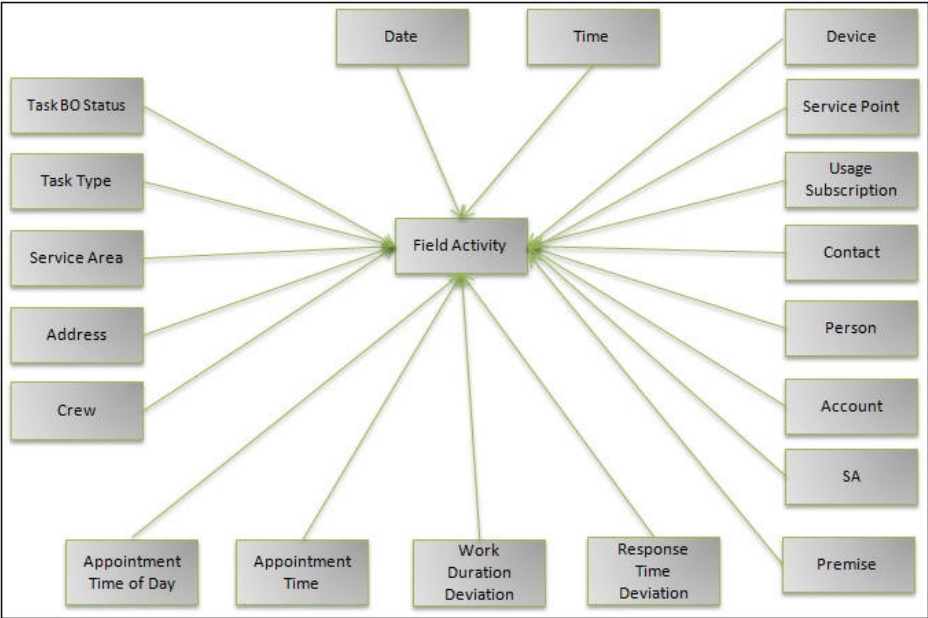 Date
Time
Device
Task BO Status
Service Point
Task Type
Usage
Subscription
Field Activity
Service Area
Contact
Address
Person
Crew
Account
SA
Appointment
Time of Day
Appointment
Time
Work
Duration
Deviation
Response
Time
Deviation
Premise